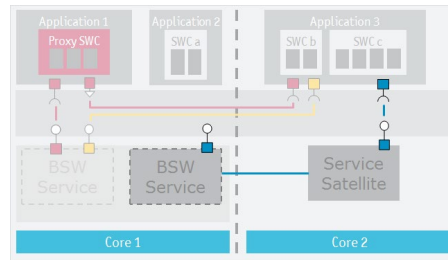 Application 1
Application 2
Application 3
Proxy SWC
SWC a
SWC b
SWC c
BSW
Service
BSW
Service
Service
Satellite
Core 1
Core 2